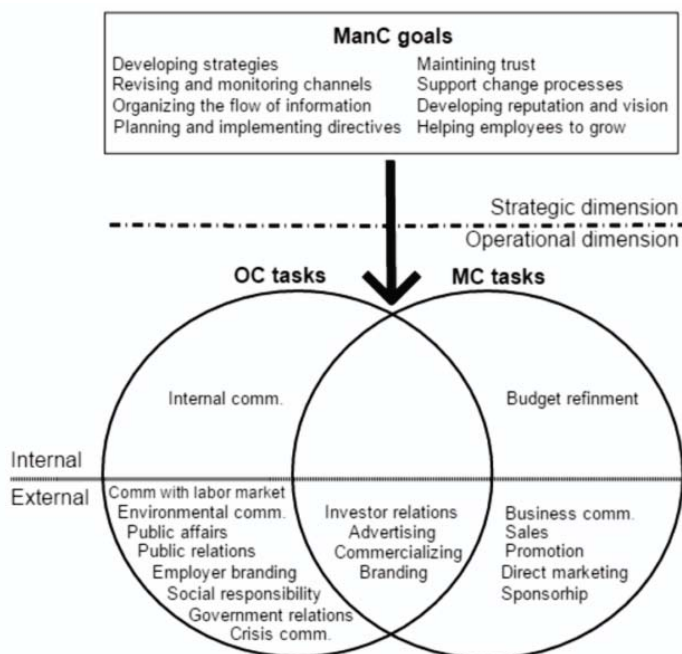 ManC goals
Developing strategies
Revising and monitoring channels
Organizing the flow of information
Planning and implementing directives
Maintining trust
Support change processes
Developing reputation and vision
Helping employees to grow
Strategic dimension
Operational dimension
OC tasks
MC tasks
Internal comm.
Budget refinment
Internal
External
Comm with labor market
Environmental comm.
Public affairs
Public relations
Employer branding
Social responsibility
Government relations
Crisis comm.
Investor relations
Advertising
Commercializing
Branding
Business comm.
Sales
Promotion
Direct marketing
Sponsorhip